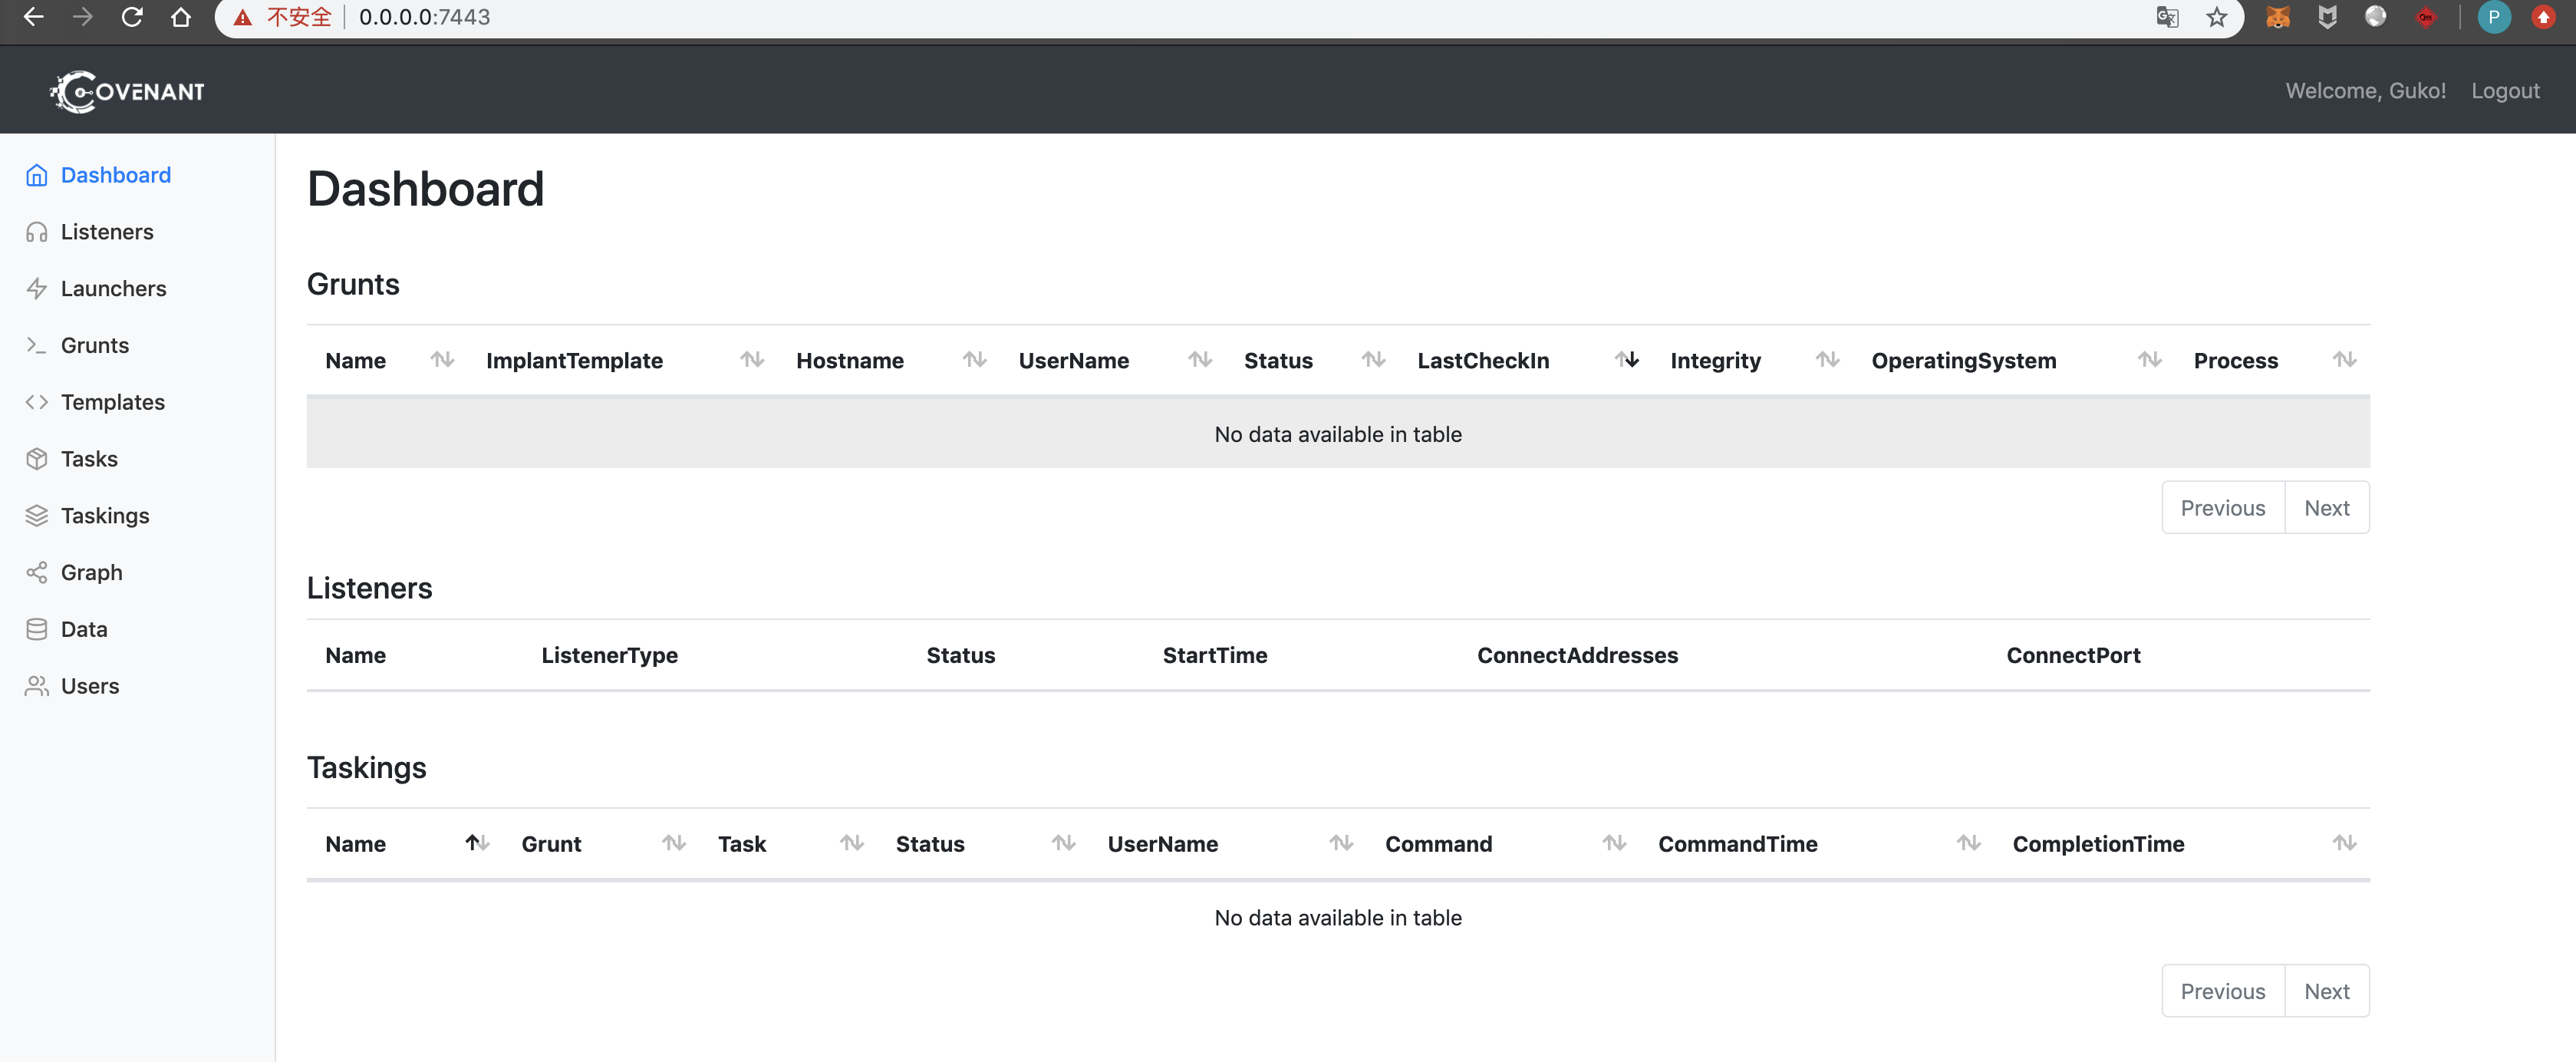 不安全 0.0.0.0:7443 P
COVENANT Welcome, Guko! Logout
Dashboard
Listeners
Launchers
Grunts
Templates
Tasks
Taskings
Graph
Data
Users
Dashboard
Grunts
Name ImplantTemplate Hostname UserName Status LastCheckIn Integrity OperatingSystem Process
No data available in table
Previous Next
Listeners
Name ListenerType Status StartTime ConnectAddresses ConnectPort
Taskings
Name Grunt Task Status UserName Command CommandTime CompletionTime
No data available in table
Previous Next